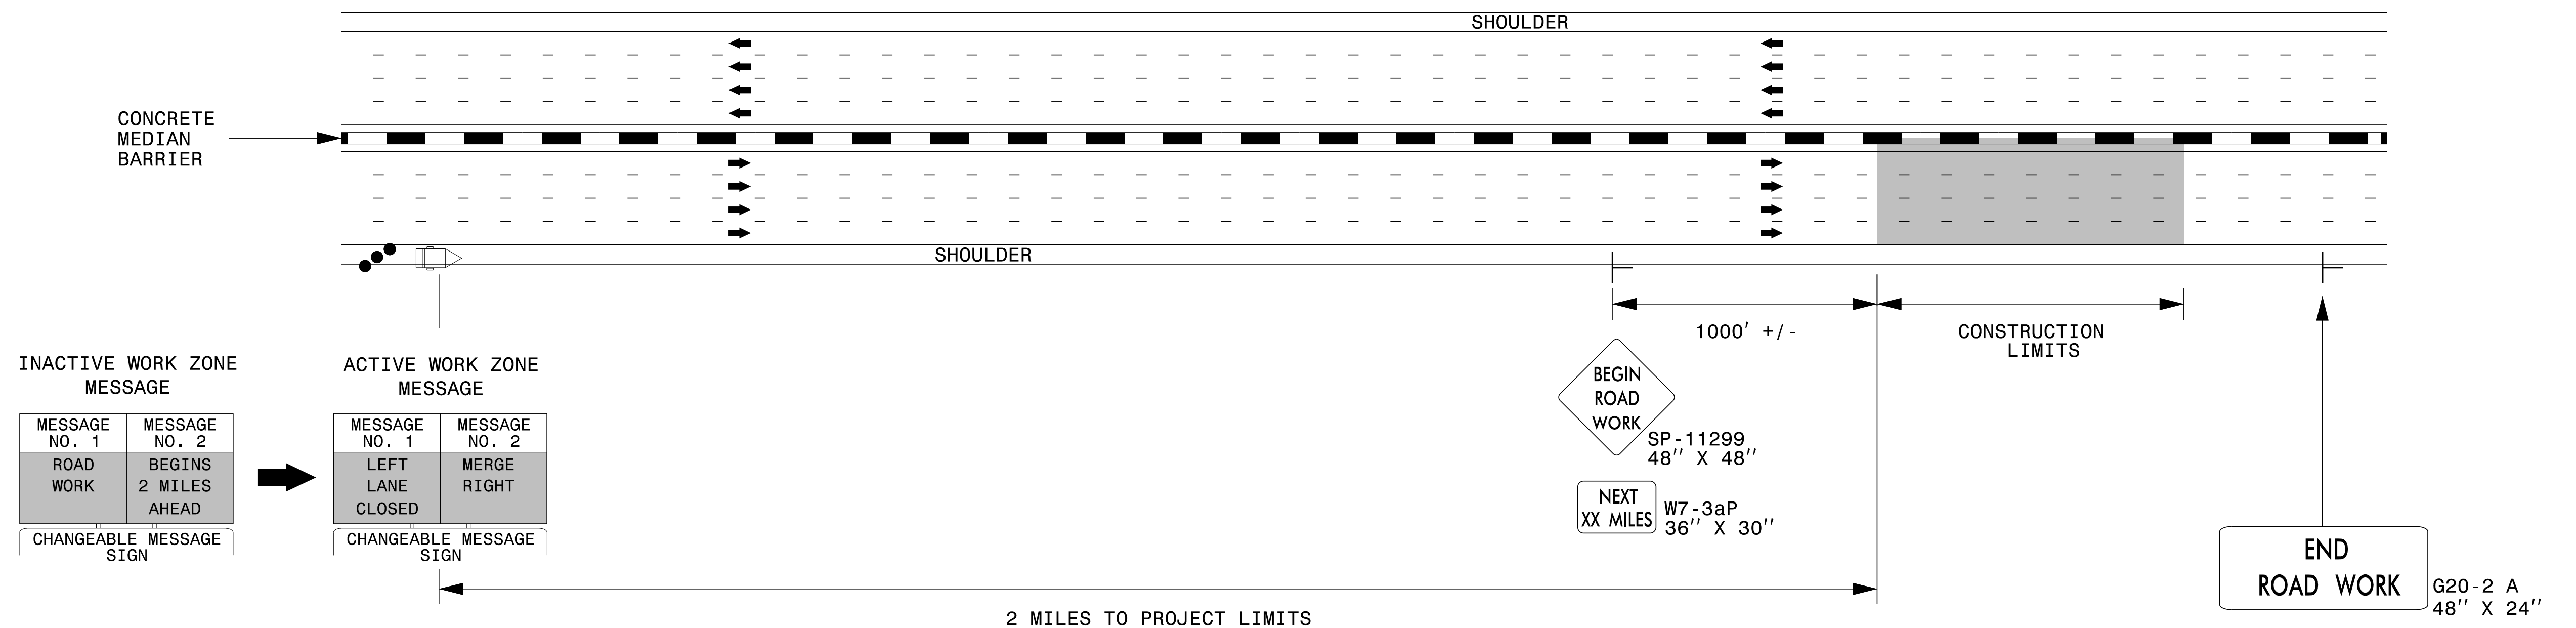 SHOULDER
CONCRETE
MEDIAN
BARRIER
SHOULDER
1000' +/-
CONSTRUCTION
LIMITS
INACTIVE WORK ZONE
MESSAGE
MESSAGE
NO. 1
MESSAGE
NO. 2
ROAD
WORK
BEGINS
2 MILES
AHEAD
CHANGEABLE MESSAGE
SIGN
ACTIVE WORK ZONE
MESSAGE
MESSAGE
NO. 1
MESSAGE
NO. 2
LEFT
LANE
CLOSED
MERGE
RIGHT
CHANGEABLE MESSAGE
SIGN
BEGIN
ROAD
WORK
SP-11299
48'' X 48''
NEXT
XX MILES
W7-3aP
36'' X 30''
END
ROAD WORK
G20-2 A
48'' X 24''
2 MILES TO PROJECT LIMITS